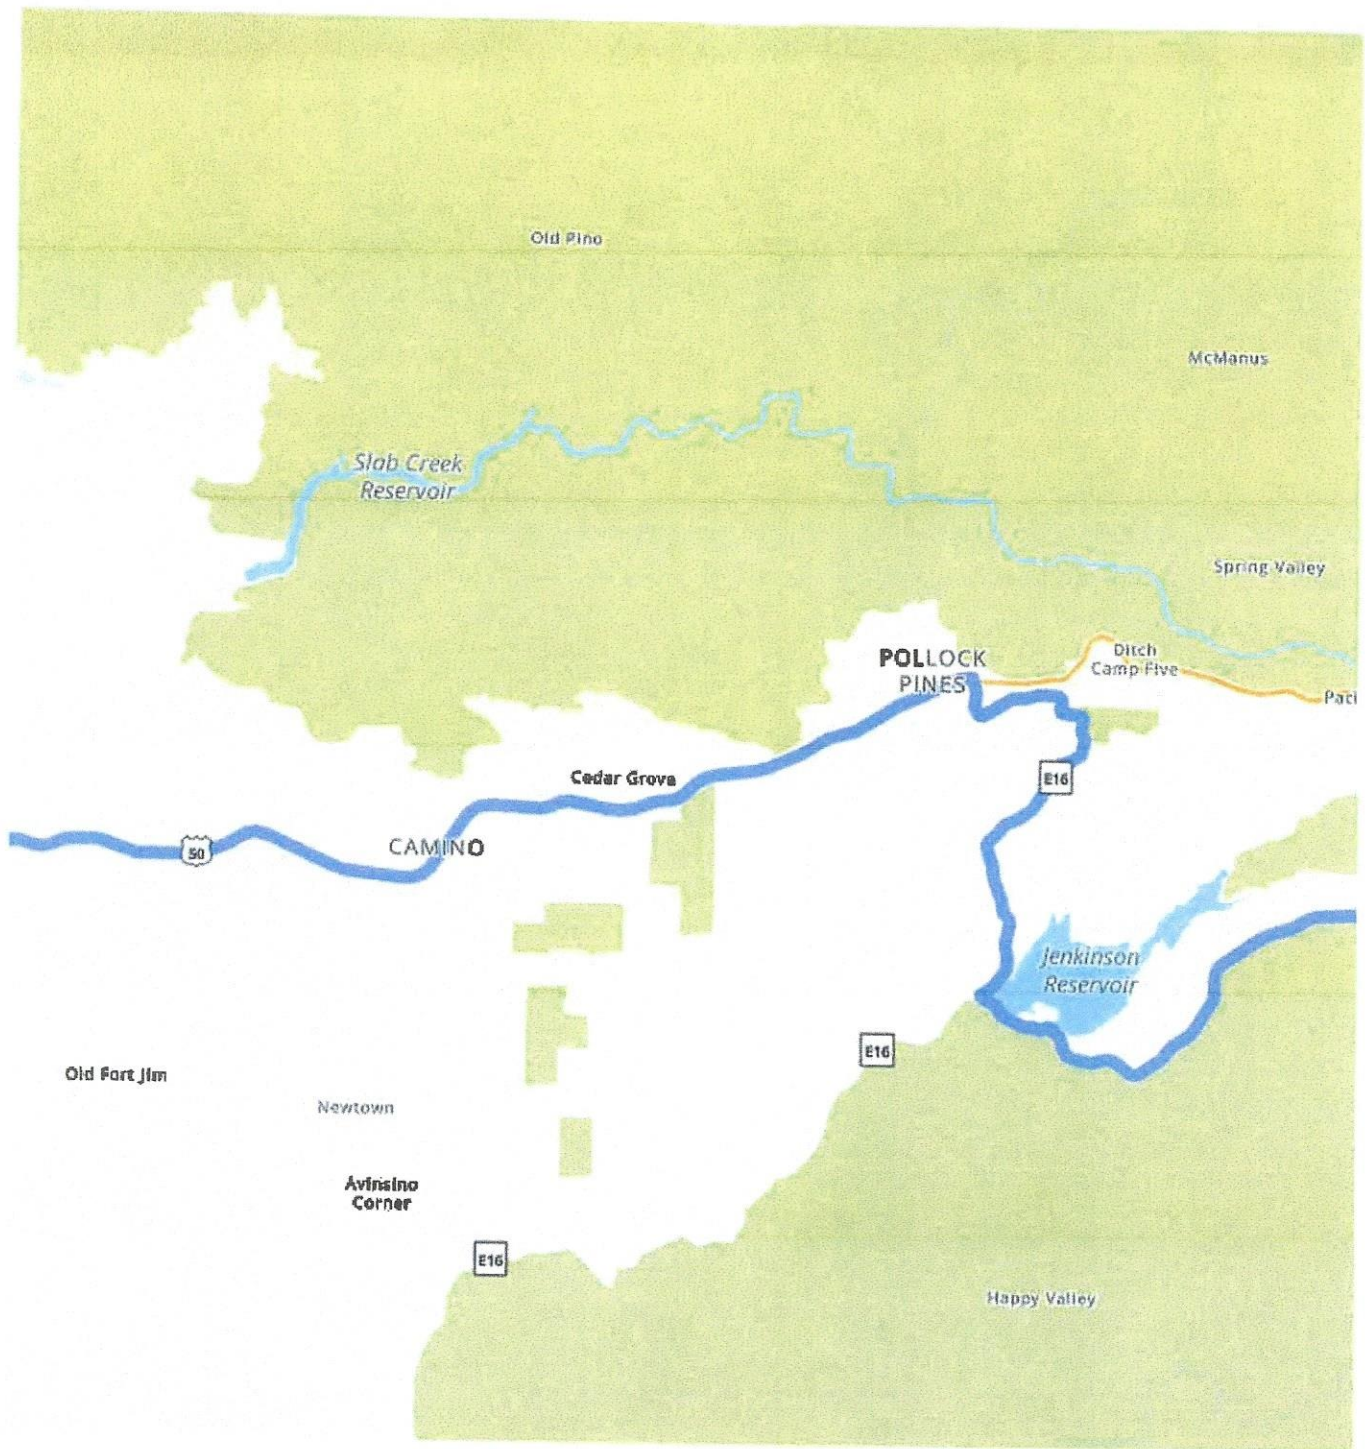 Old Pino
McManus
Slab Creek
Reservoir
Spring Valley
POLLOCK
PINES
Ditch
Camp Five
Paci
Cedar Grove
E16
50
CAMINO
Jenkinson
Reservoir
E16
Old Fort Jim
Newtown
Avinsino
Corner
E16
Happy Valley